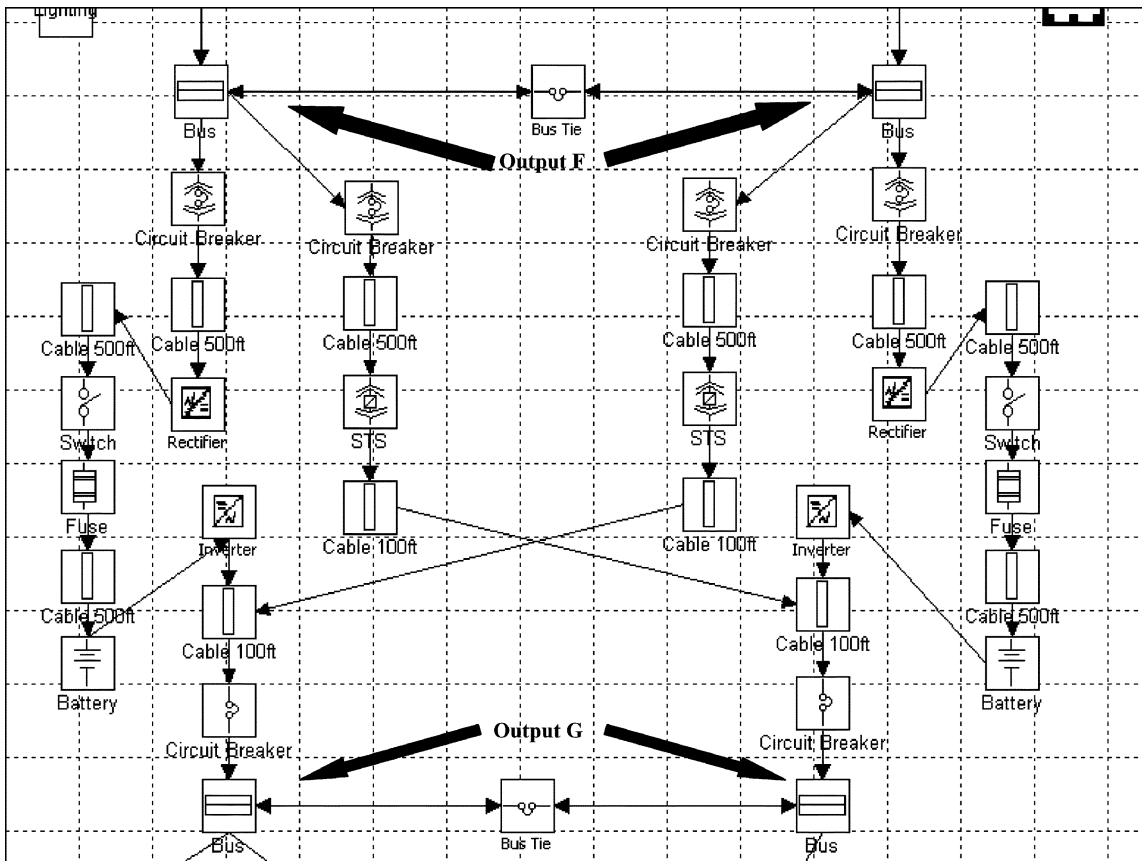 Lighting
Bus
Bus Tie
Bus
Output F
Circuit Breaker
Circuit Breaker
Circuit Breaker
Circuit Breaker
Cable 500ft
Cable 500ft
Cable 500ft
Cable 500ft
Cable 500ft
Cable 500ft
Switch
Rectifier
STS
STS
Rectifier
Switch
Fuse
Inverter
Cable 100ft
Cable 100ft
Inverter
Fuse
Cable 500ft
Cable 100ft
Cable 100ft
Cable 500ft
Battery
Battery
Circuit Breaker
Output G
Circuit Breaker
Bus
Bus Tie
Bus